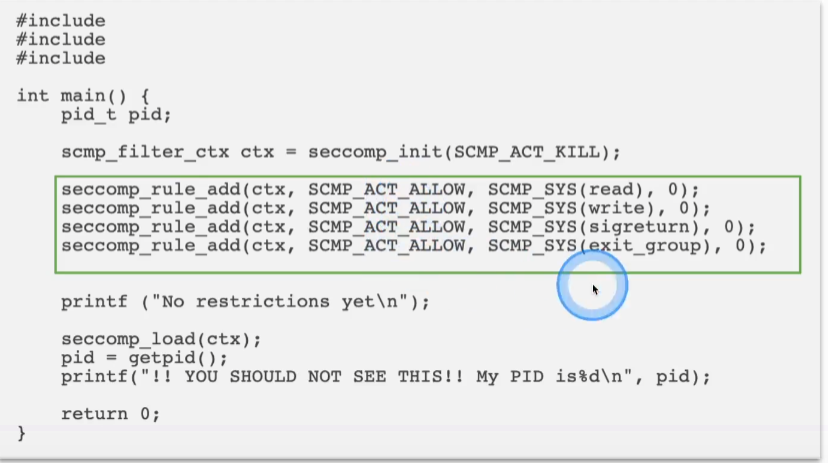 #include
#include
#include
int main() {
pid_t pid;
scmp_filter_ctx ctx = seccomp_init(SCMP_ACT_KILL);
seccomp_rule_add(ctx, SCMP_ACT_ALLOW, SCMP_SYS(read), 0);
seccomp_rule_add(ctx, SCMP_ACT_ALLOW, SCMP_SYS(write), 0);
seccomp_rule_add(ctx, SCMP_ACT_ALLOW, SCMP_SYS(sigreturn), 0);
seccomp_rule_add(ctx, SCMP_ACT_ALLOW, SCMP_SYS(exit_group), 0);
printf ("No restrictions yet\n");
seccomp_load(ctx);
pid = getpid();
printf("!! YOU SHOULD NOT SEE THIS!! My PID is%d\n", pid);
return 0;
}